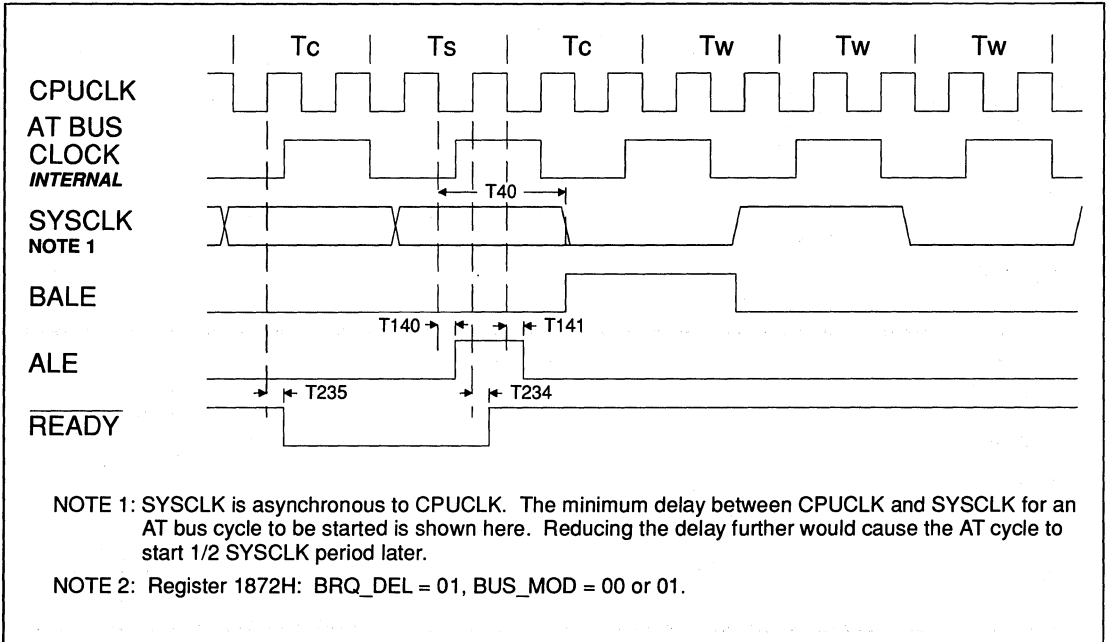 Tc Ts Tc Tw Tw Tw
CPUCLK
AT BUS
CLOCK
INTERNAL
T40
SYSCLK
NOTE 1
BALE
T140 T141
ALE
T235 T234
READY
NOTE 1: SYSCLK is asynchronous to CPUCLK. The minimum delay between CPUCLK and SYSCLK for an
AT bus cycle to be started is shown here. Reducing the delay further would cause the AT cycle to
start 1/2 SYSCLK period later.
NOTE 2: Register 1872H: BRQ_DEL = 01, BUS_MOD = 00 or 01.